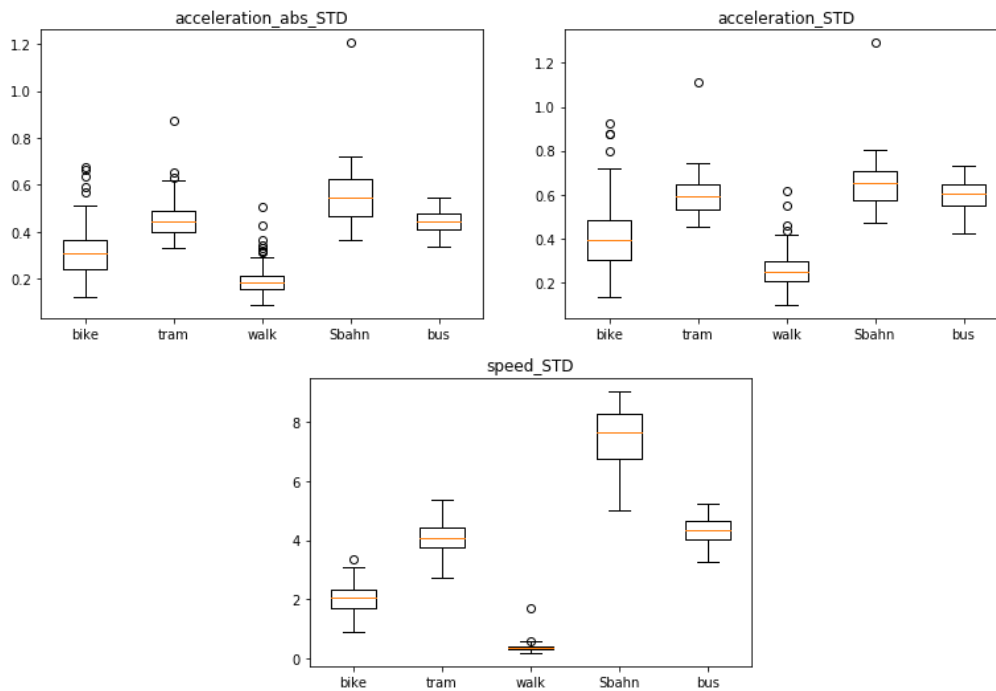 acceleration_abs_STD
1.2
1.0
0.8
0.6
0.4
0.2
bike tram walk Sbahn bus
acceleration_STD
1.2
1.0
0.8
0.6
0.4
0.2
bike tram walk Sbahn bus
speed_STD
8
6
4
2
0
bike tram walk Sbahn bus